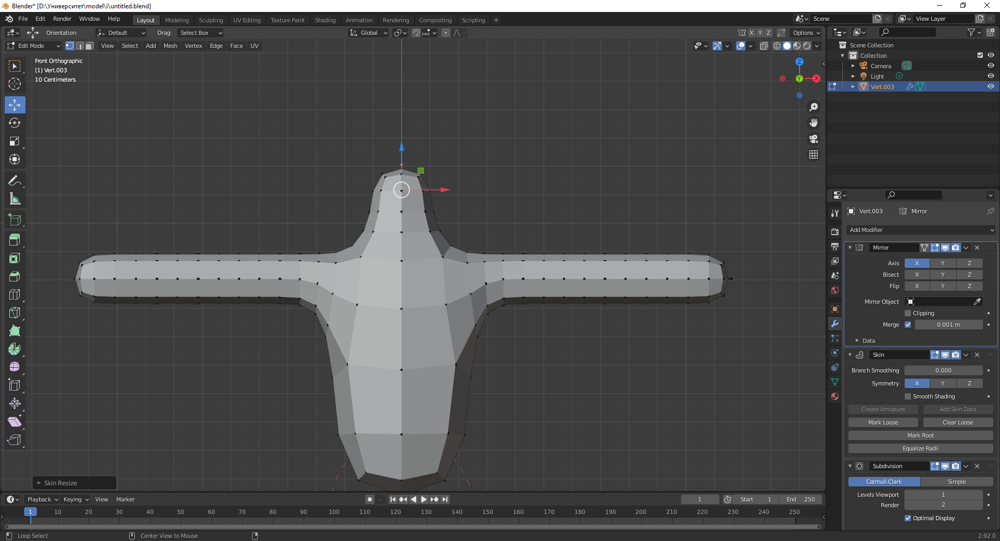 Blender* [D:\Университет\model\i\untitled.blend]
File Edit Render Window Help
Layout Modeling Sculpting UV Editing Texture Paint Shading Animation Rendering Compositing Scripting +
Scene
View Layer
Orientation: Default Drag: Select Box
Global
X Y Z Options
Edit Mode View Select Add Mesh Vertex Edge Face UV
Front Orthographic
(1) Vert.003
10 Centimeters
Z
Y
X
Scene Collection
Collection
Camera
Light
Vert.003
Vert.003 Mirror
Add Modifier
Mirror
Axis X Y Z
Bisect X Y Z
Flip X Y Z
Mirror Object
Clipping
Merge 0.001 m
Data
Skin
Branch Smoothing 0.000
Symmetry X Y Z
Smooth Shading
Create Armature Add Skin Data
Mark Loose Clear Loose
Mark Root
Equalize Radii
Subdivision
Catmull-Clark Simple
Levels Viewport 1
Render 2
Optimal Display
Skin Resize
Playback Keying View Marker
1 Start 1 End 250
1 10 20 30 40 50 60 70 80 90 100 110 120 130 140 150 160 170 180 190 200 210 220 230 240 250
Loop Select Center View to Mouse
2.92.0